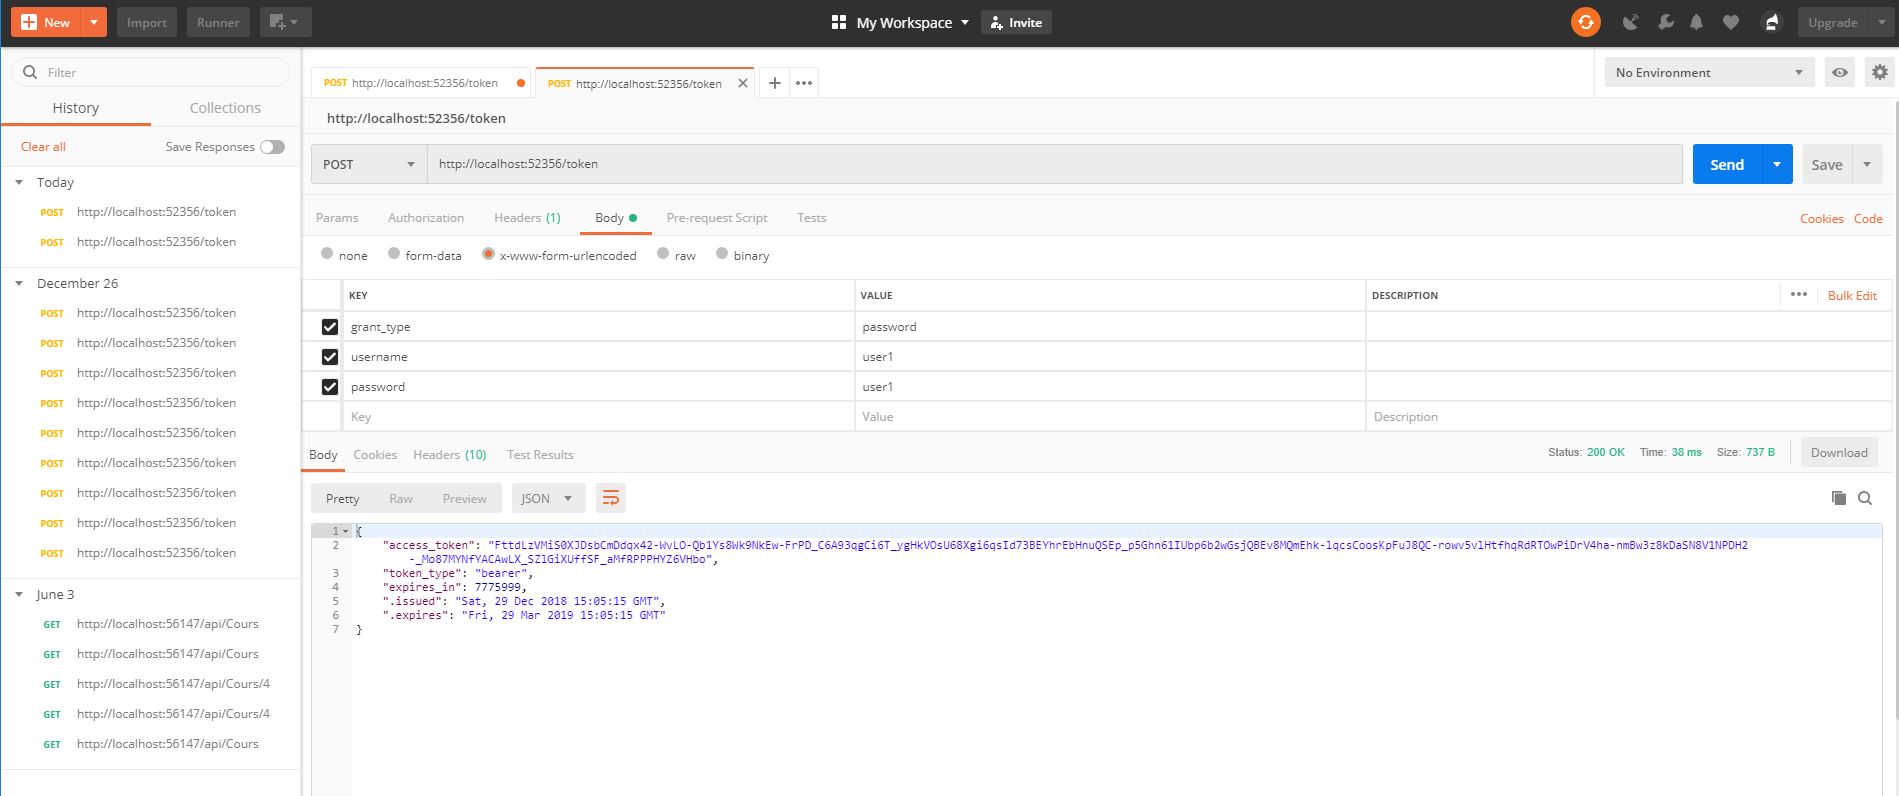 New
Import
Runner
My Workspace
Invite
Upgrade
Filter
History
Collections
Clear all
Save Responses
Today
POST http://localhost:52356/token
POST http://localhost:52356/token
December 26
POST http://localhost:52356/token
POST http://localhost:52356/token
POST http://localhost:52356/token
POST http://localhost:52356/token
POST http://localhost:52356/token
POST http://localhost:52356/token
POST http://localhost:52356/token
POST http://localhost:52356/token
POST http://localhost:52356/token
June 3
GET http://localhost:56147/api/Cours
GET http://localhost:56147/api/Cours
GET http://localhost:56147/api/Cours/4
GET http://localhost:56147/api/Cours/4
GET http://localhost:56147/api/Cours
POST http://localhost:52356/token
POST http://localhost:52356/token
No Environment
http://localhost:52356/token
POST http://localhost:52356/token
Send
Save
Params Authorization Headers (1) Body Pre-request Script Tests
Cookies Code
none form-data x-www-form-urlencoded raw binary
KEY VALUE DESCRIPTION
Bulk Edit
grant_type password
username user1
password user1
Key Value Description
Body Cookies Headers (10) Test Results
Status: 200 OK Time: 38 ms Size: 737 B
Download
Pretty Raw Preview JSON
1 {
2 "access_token": "FttdLzVMiS0XJDsbCmDdqx42-WvLO-Qb1Ys8Wk9NkEw-FrPD_C6A93qgCi6T_ygHkVOsU68Xgi6qsId73BEYhrEbHnuQSEp_p5Ghn61IUbp6b2wGsjQBEv8MQmEhk-lqcsCoosKpFuJ8QC-rowv5vlHtfhqRdRTOwPiDrV4ha-nmBw3z8kDaSN8V1NPDH2
-_Mo87MYNfYACAwLX_SZlGiXUffSF_aMfRPPPHYZ6VHbo",
3 "token_type": "bearer",
4 "expires_in": 7775999,
5 ".issued": "Sat, 29 Dec 2018 15:05:15 GMT",
6 ".expires": "Fri, 29 Mar 2019 15:05:15 GMT"
7 }